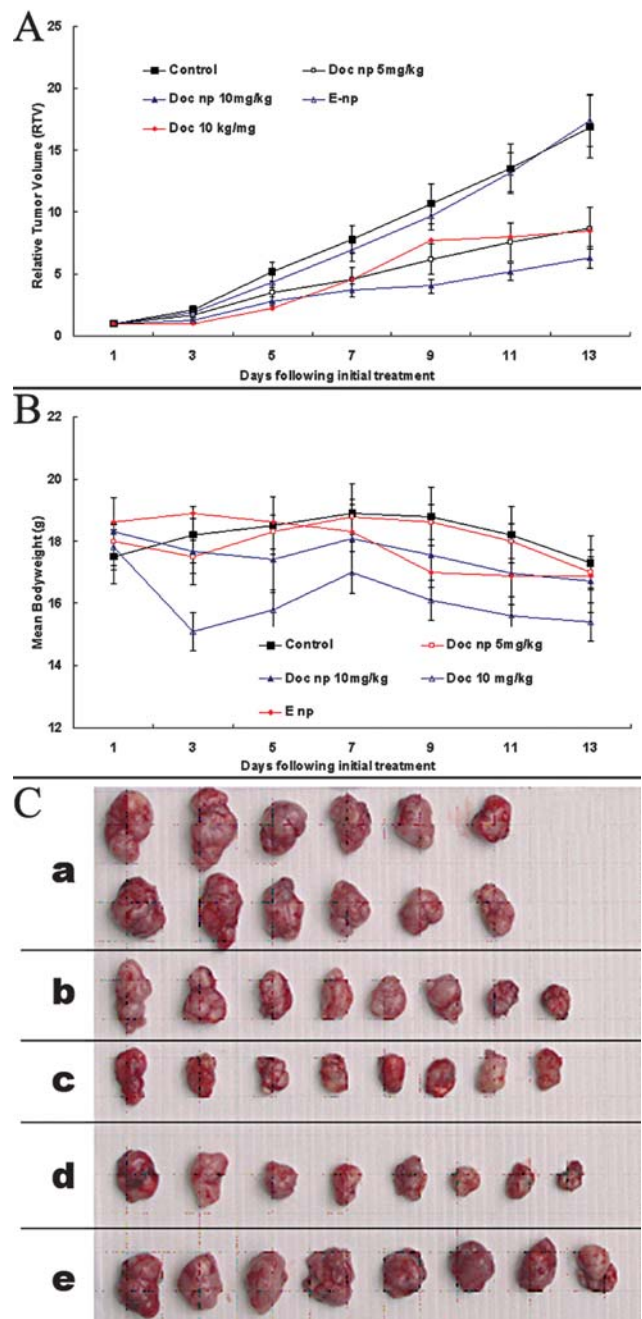 A
Control
Doc np 5mg/kg
Doc np 10mg/kg
E-np
Doc 10 kg/mg
Relative Tumor Volume (RTV)
25
20
15
10
5
0
1 3 5 7 9 11 13
Days following initial treatment
B
Mean Bodyweight (g)
22
20
18
16
14
12
Control
Doc np 5mg/kg
Doc np 10mg/kg
Doc 10 mg/kg
E np
1 3 5 7 9 11 13
Days following initial treatment
C
a
b
c
d
e